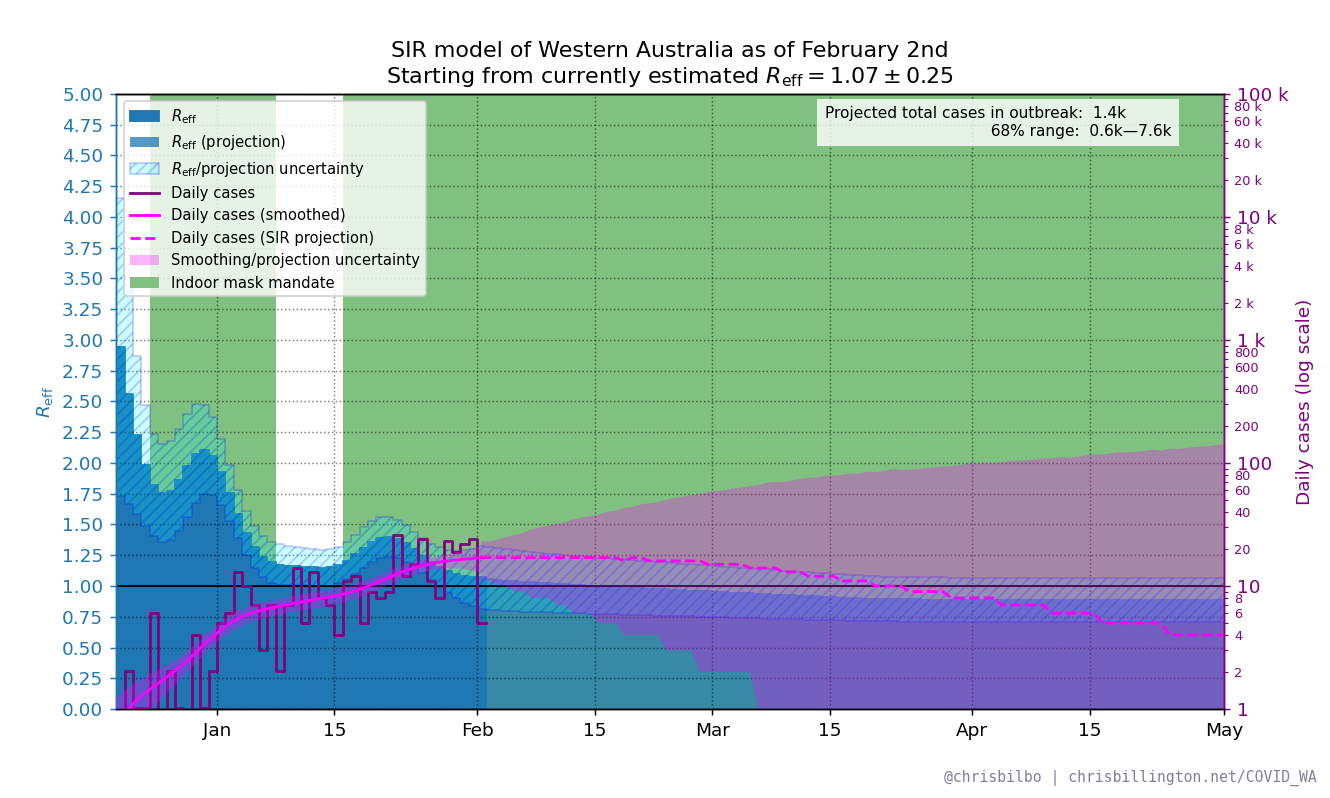 SIR model of Western Australia as of February 2nd
Starting from currently estimated R_eff = 1.07 ± 0.25
5.00
4.75
4.50
4.25
4.00
3.75
3.50
3.25
3.00
2.75
2.50
2.25
2.00
1.75
1.50
1.25
1.00
0.75
0.50
0.25
0.00
R_eff
R_eff
R_eff (projection)
R_eff/projection uncertainty
Daily cases
Daily cases (smoothed)
Daily cases (SIR projection)
Smoothing/projection uncertainty
Indoor mask mandate
Projected total cases in outbreak: 1.4k
68% range: 0.6k—7.6k
100 k
80 k
60 k
40 k
20 k
10 k
8 k
6 k
4 k
2 k
1 k
800
600
400
200
100
80
60
40
20
10
8
6
4
2
1
Daily cases (log scale)
Jan
15
Feb
15
Mar
15
Apr
15
May
@chrisbilbo | chrisbillington.net/COVID_WA